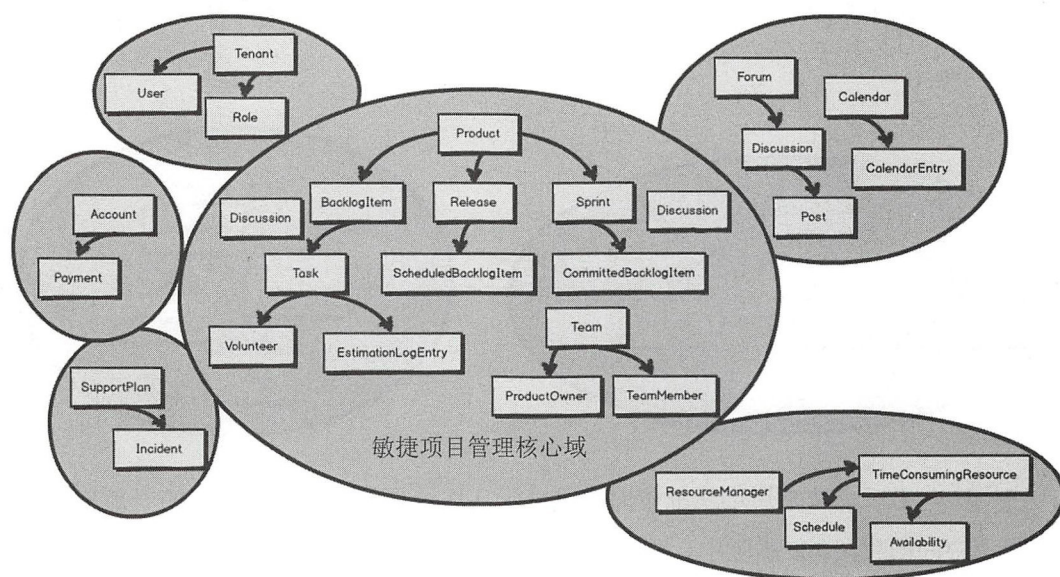 Tenant
User
Role
Account
Payment
SupportPlan
Incident
Product
BacklogItem
Release
Sprint
Discussion
Discussion
Task
ScheduledBacklogItem
CommittedBacklogItem
Volunteer
EstimationLogEntry
Team
ProductOwner
TeamMember
敏捷项目管理核心域
Forum
Calendar
Discussion
CalendarEntry
Post
ResourceManager
TimeConsumingResource
Schedule
Availability